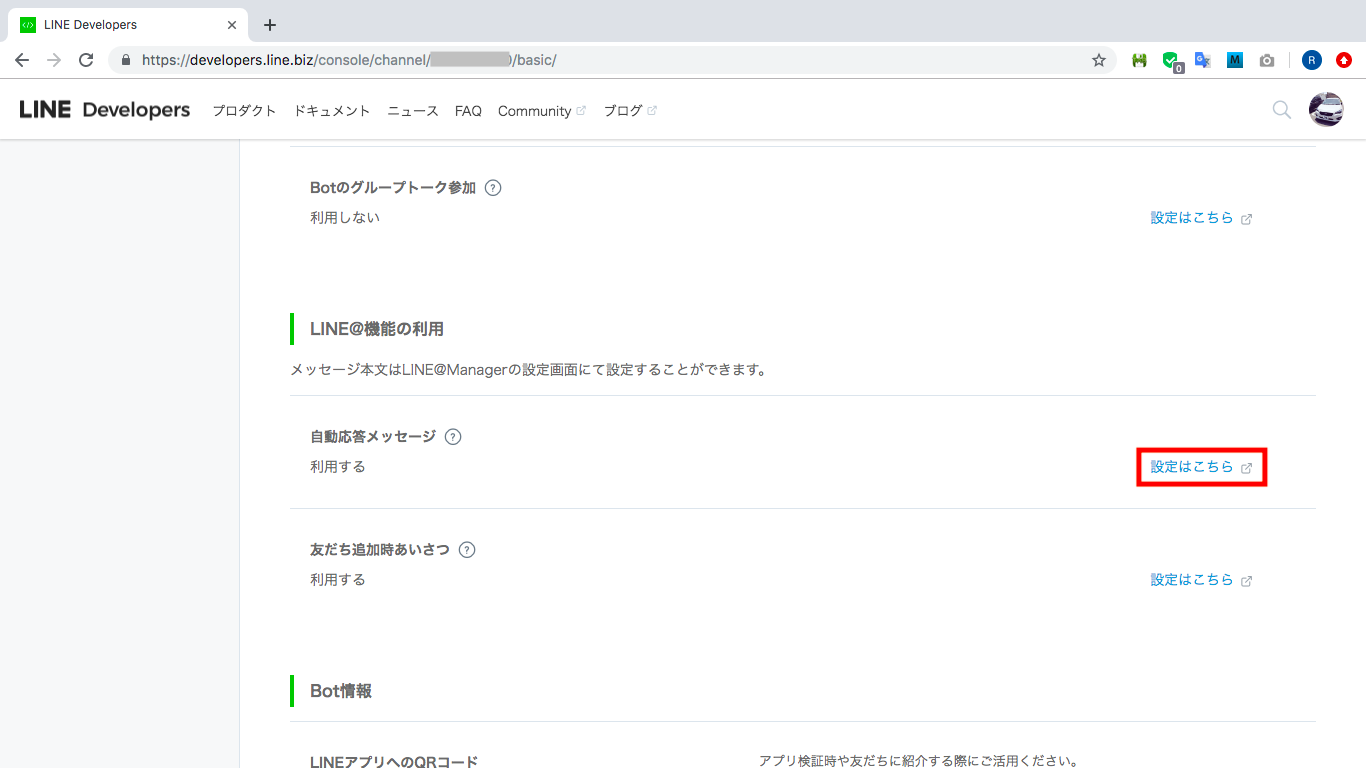 LINE Developers
https://developers.line.biz/console/channel/ /basic/
0
M
R
LINE Developers プロダクト ドキュメント ニュース FAQ Community ブログ
Botのグループトーク参加 ?
利用しない 設定はこちら
LINE@機能の利用
メッセージ本文はLINE@Managerの設定画面にて設定することができます。
自動応答メッセージ ?
利用する 設定はこちら
友だち追加時あいさつ ?
利用する 設定はこちら
Bot情報
LINEアプリへのQRコード アプリ検証時や友だちに紹介する際にご活用ください。